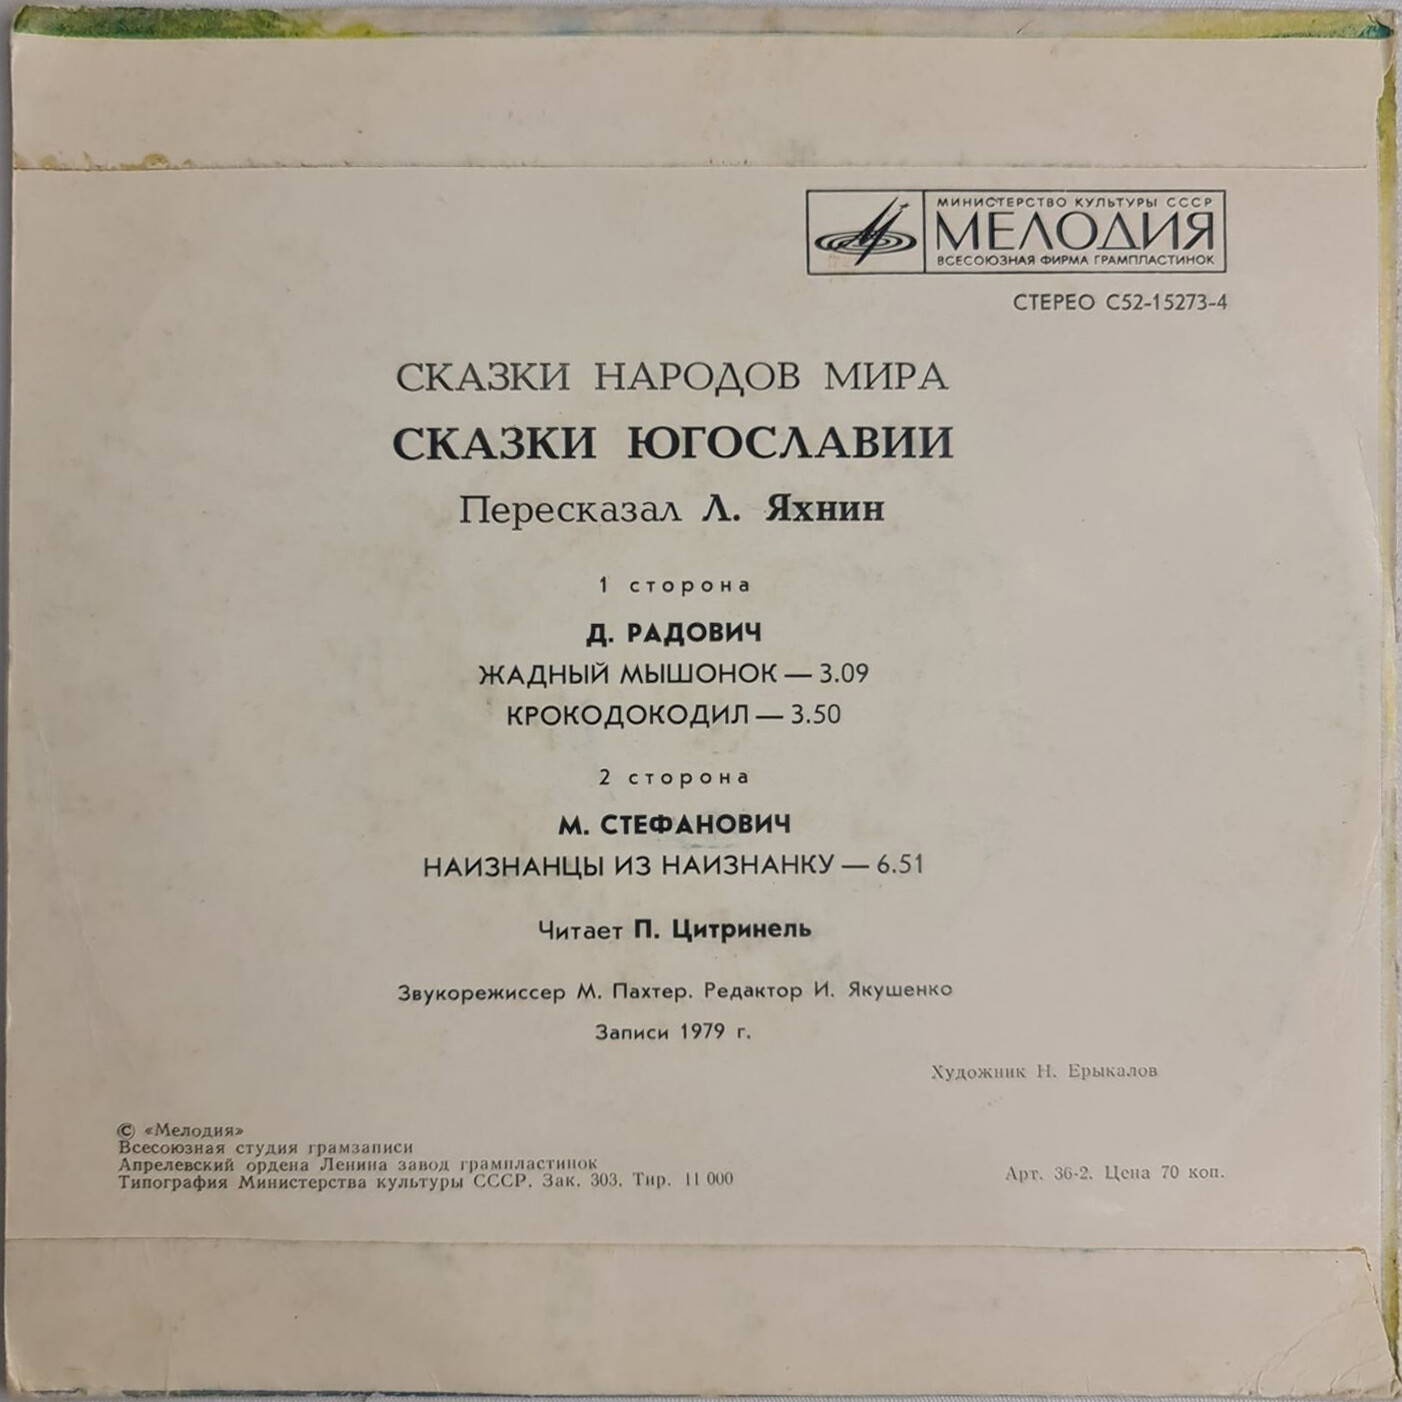 МИНИСТЕРСТВО КУЛЬТУРЫ СССР
МЕЛОДИЯ
ВСЕСОЮЗНАЯ ФИРМА ГРАМПЛАСТИНОК
СТЕРЕО С52-15273-4
СКАЗКИ НАРОДОВ МИРА
СКАЗКИ ЮГОСЛАВИИ
Пересказал Л. Яхнин
1 сторона
Д. РАДОВИЧ
ЖАДНЫЙ МЫШОНОК — 3.09
КРОКОДОКОДИЛ — 3.50
2 сторона
М. СТЕФАНОВИЧ
НАИЗНАНЦЫ ИЗ НАИЗНАНКУ — 6.51
Читает П. Цитринель
Звукорежиссер М. Пахтер. Редактор И. Якушенко
Записи 1979 г.
Художник Н. Ерыкалов
© «Мелодия»
Всесоюзная студия грамзаписи
Апрелевский ордена Ленина завод грампластинок
Типография Министерства культуры СССР. Зак. 303. Тир. 11 000
Арт. 36-2. Цена 70 коп.